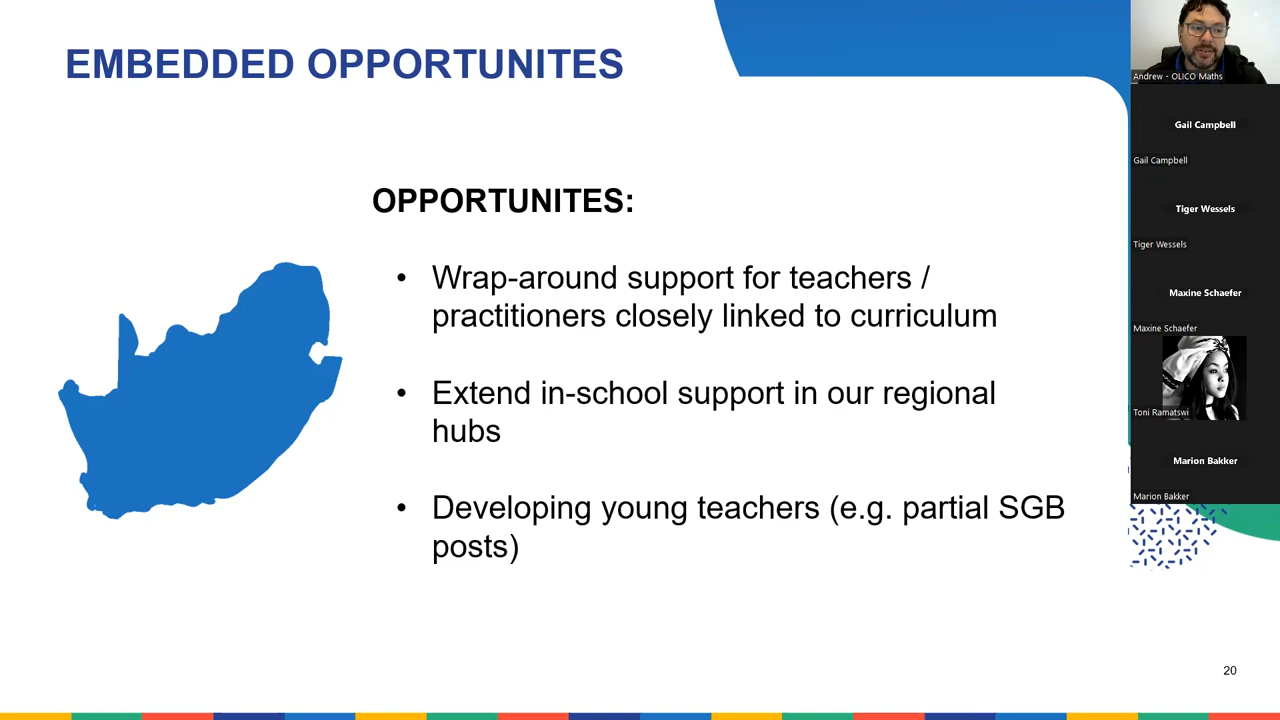 EMBEDDED OPPORTUNITES
OPPORTUNITES:
• Wrap-around support for teachers /
practitioners closely linked to curriculum
• Extend in-school support in our regional
hubs
• Developing young teachers (e.g. partial SGB
posts)
20
Andrew - OLICO Maths
Gail Campbell
Gail Campbell
Tiger Wessels
Tiger Wessels
Maxine Schaefer
Maxine Schaefer
Toni Ramatswi
Marion Bakker
Marion Bakker